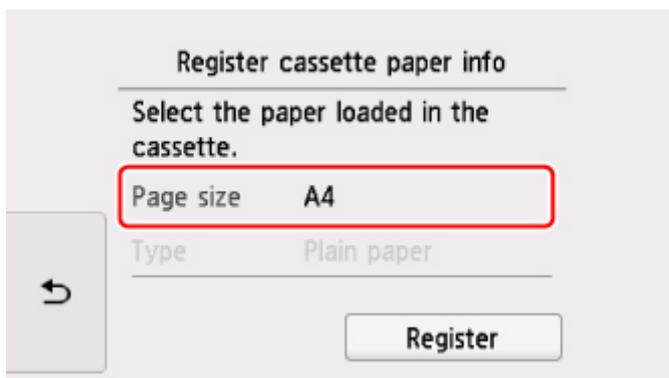 Register cassette paper info
Select the paper loaded in the
cassette.
Page size A4
Type Plain paper
Register